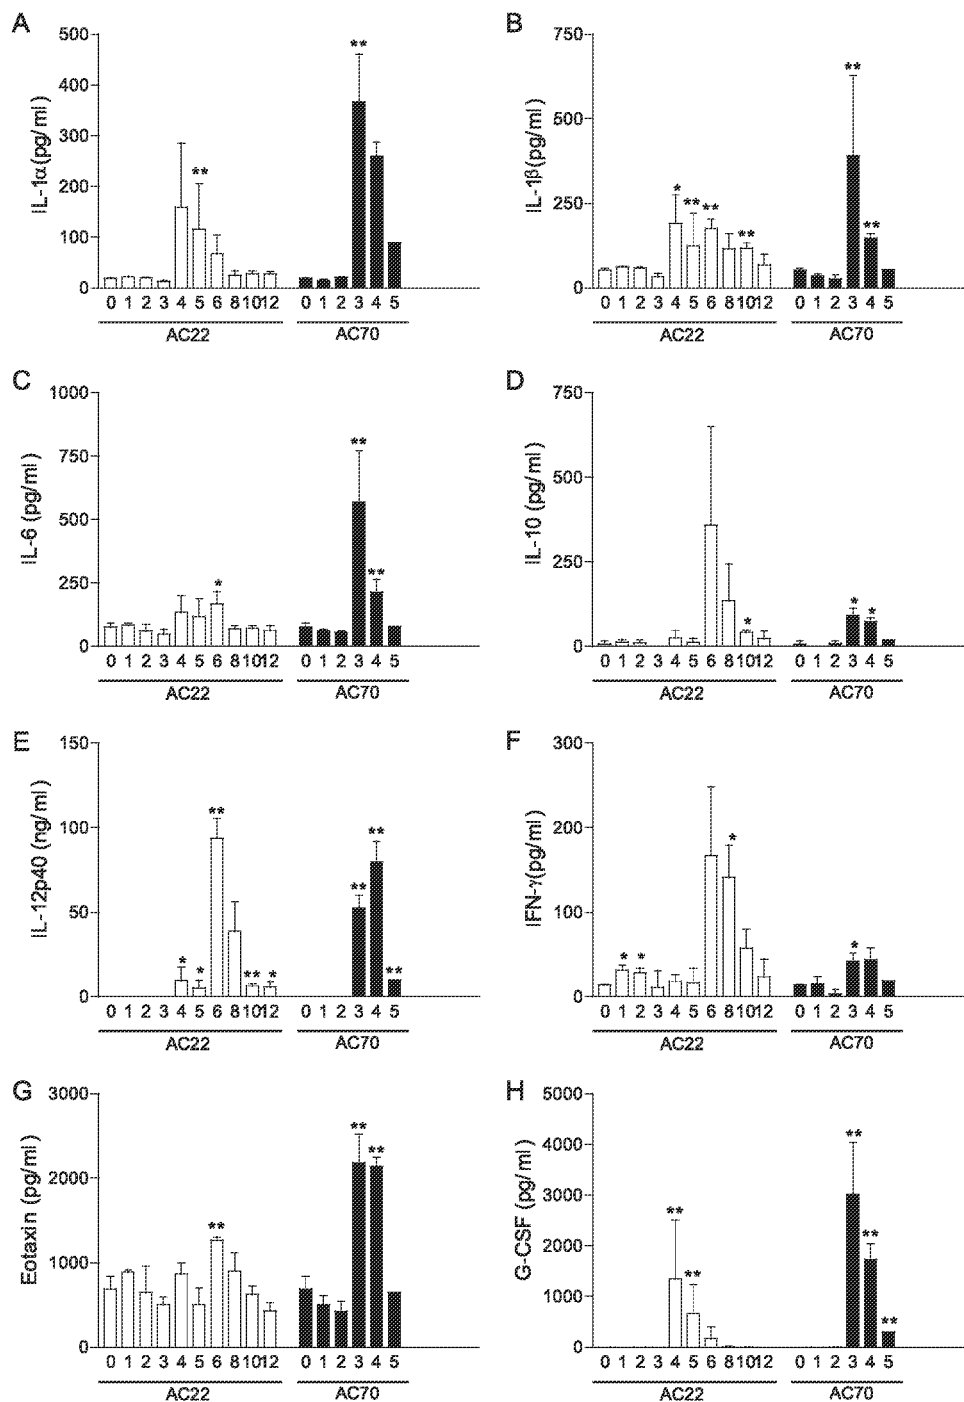 A
B
500
400
300
200
100
0
IL-1α(pg/ml)
**
**
0 1 2 3 4 5 6 8 10 12
0 1 2 3 4 5
AC22
AC70
750
500
250
0
IL-1β(pg/ml)
*
**
**
**
**
**
0 1 2 3 4 5 6 8 10 12
0 1 2 3 4 5
AC22
AC70
C
D
1000
750
500
250
0
IL-6 (pg/ml)
*
**
**
0 1 2 3 4 5 6 8 10 12
0 1 2 3 4 5
AC22
AC70
750
500
250
0
IL-10 (pg/ml)
*
*
*
0 1 2 3 4 5 6 8 10 12
0 1 2 3 4 5
AC22
AC70
E
F
150
100
50
0
IL-12p40 (ng/ml)
*
*
**
**
*
**
**
**
0 1 2 3 4 5 6 8 10 12
0 1 2 3 4 5
AC22
AC70
300
200
100
0
IFN-γ(pg/ml)
*
*
*
*
0 1 2 3 4 5 6 8 10 12
0 1 2 3 4 5
AC22
AC70
G
H
3000
2000
1000
0
Eotaxin (pg/ml)
**
**
**
0 1 2 3 4 5 6 8 10 12
0 1 2 3 4 5
AC22
AC70
5000
4000
3000
2000
1000
0
G-CSF (pg/ml)
**
**
**
**
**
0 1 2 3 4 5 6 8 10 12
0 1 2 3 4 5
AC22
AC70